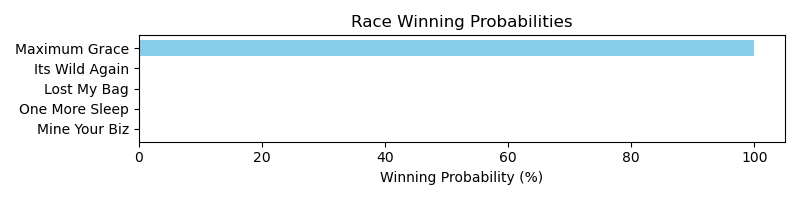 Race Winning Probabilities
Maximum Grace
Its Wild Again
Lost My Bag
One More Sleep
Mine Your Biz
0 20 40 60 80 100
Winning Probability (%)